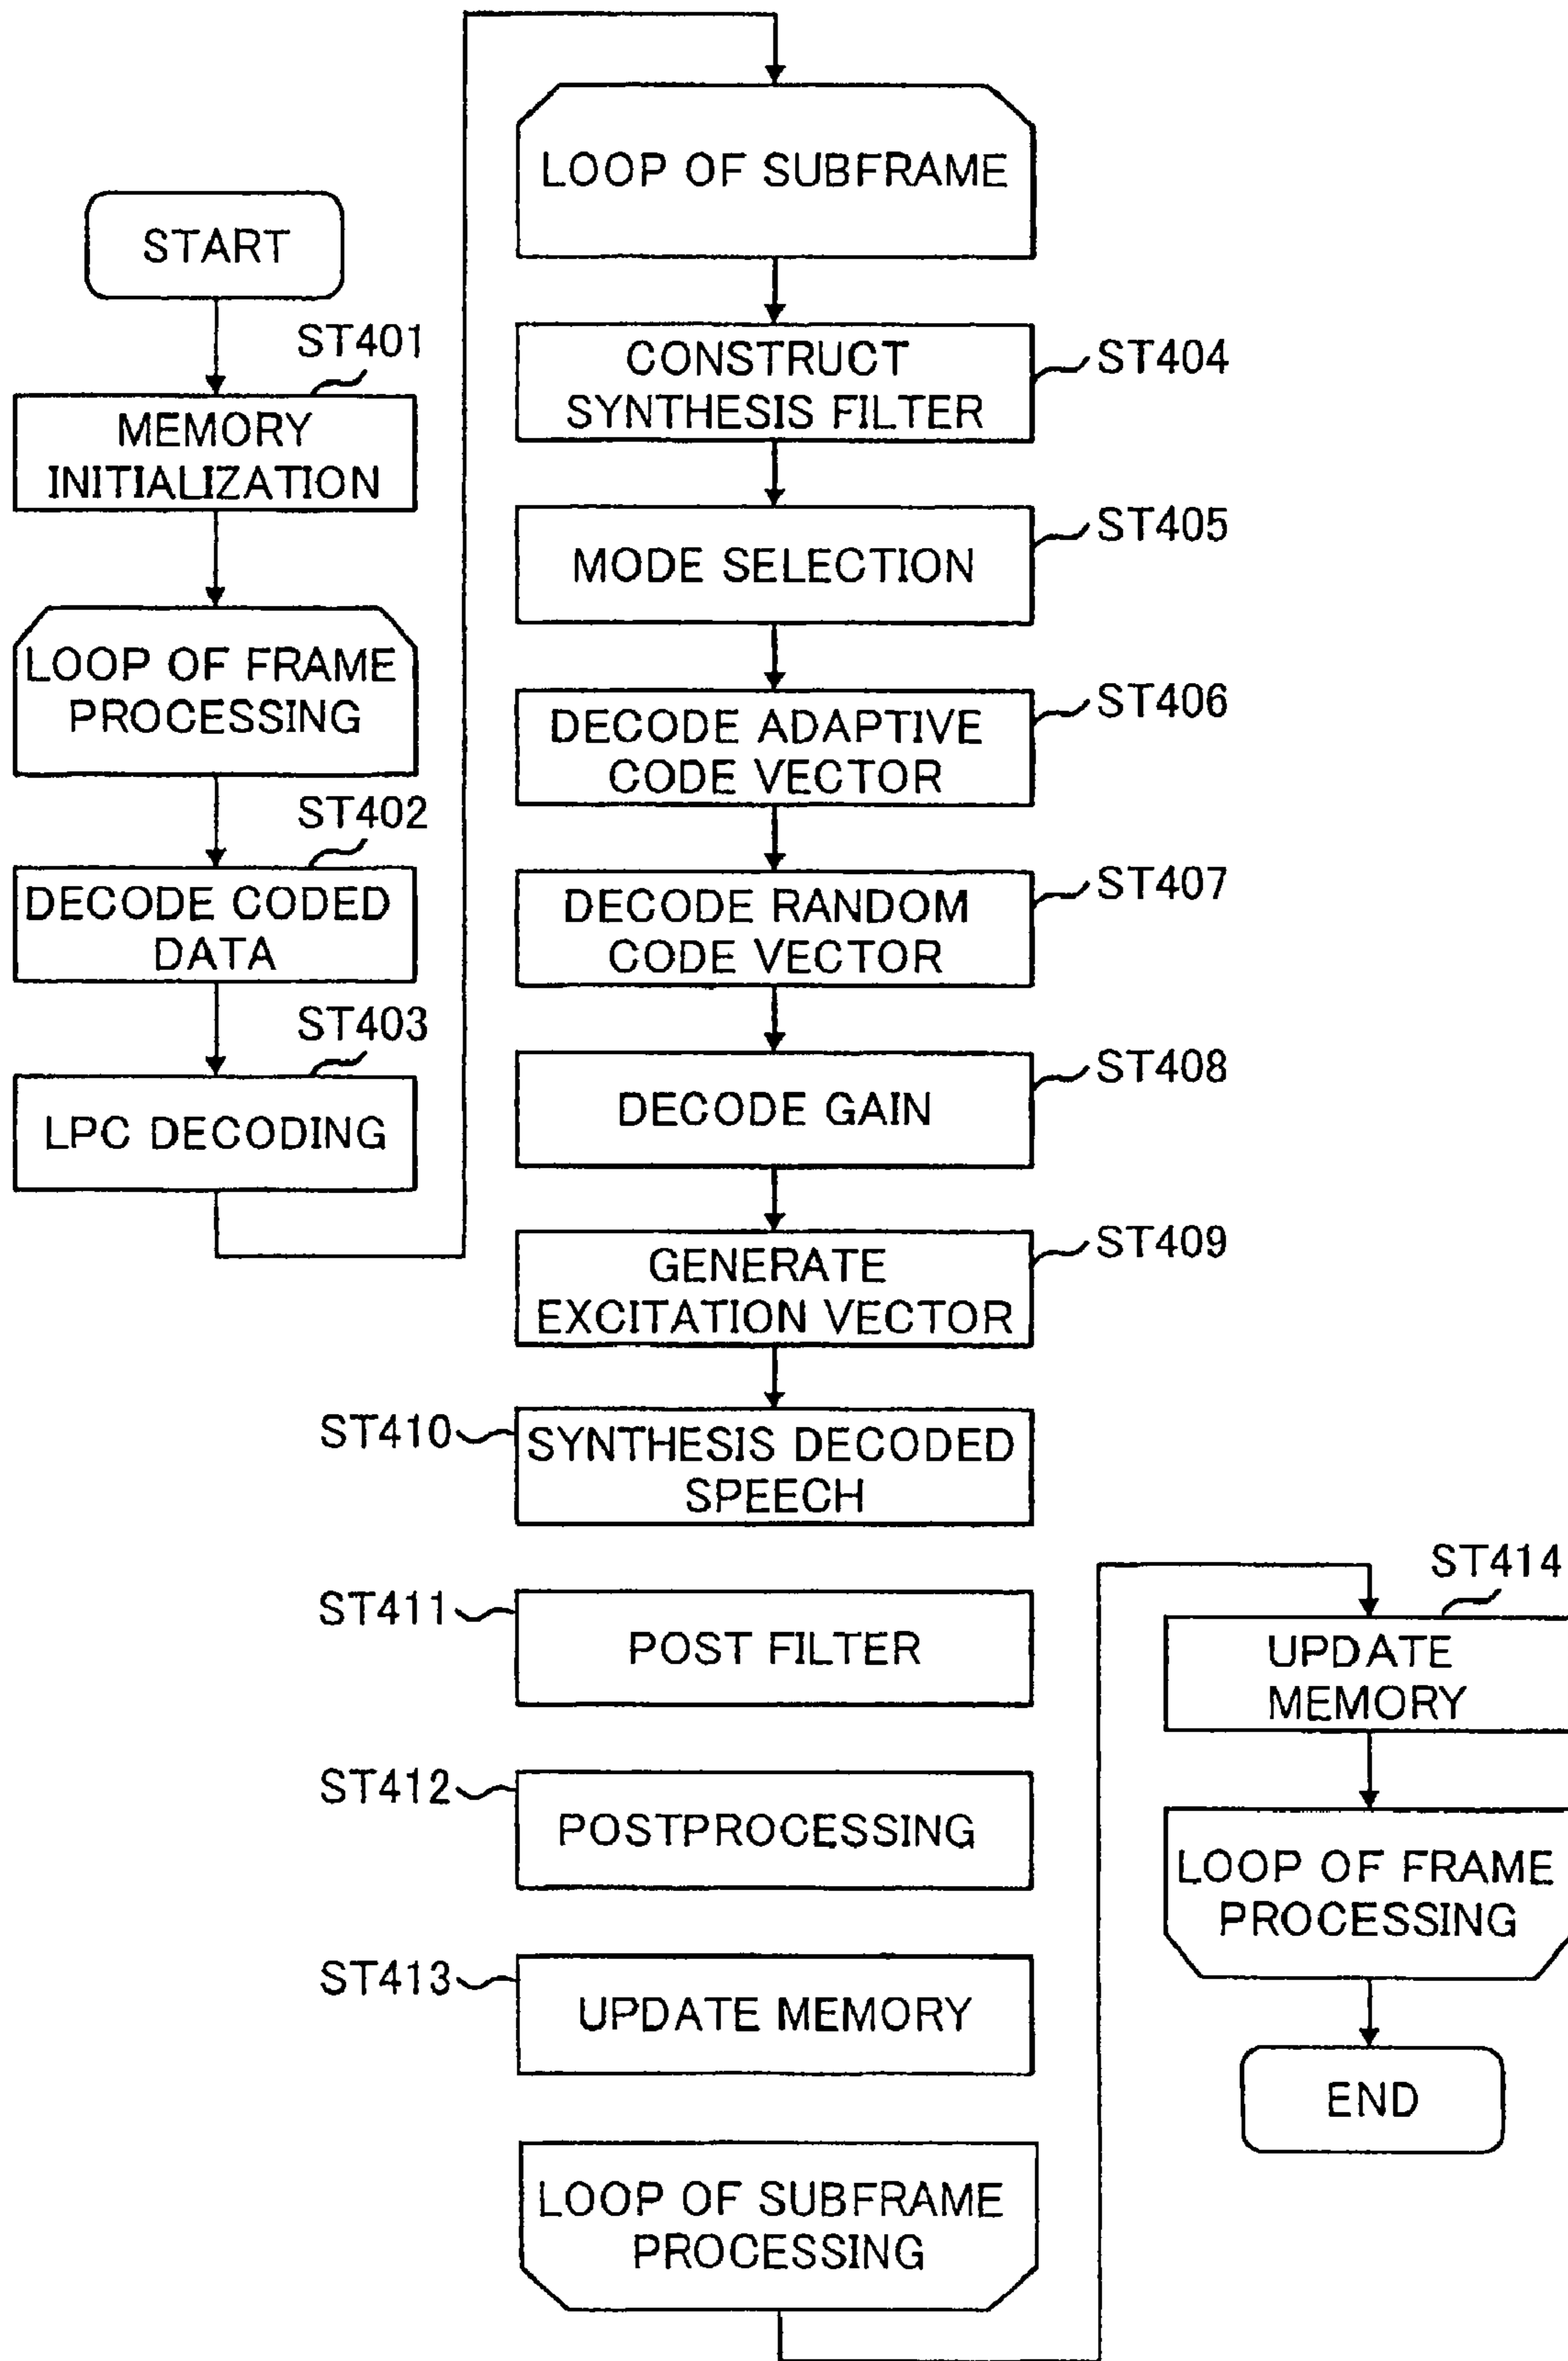 START
ST401
MEMORY
INITIALIZATION
LOOP OF FRAME
PROCESSING
ST402
DECODE CODED
DATA
ST403
LPC DECODING
LOOP OF SUBFRAME
CONSTRUCT
SYNTHESIS FILTER
ST404
MODE SELECTION
ST405
DECODE ADAPTIVE
CODE VECTOR
ST406
DECODE RANDOM
CODE VECTOR
ST407
DECODE GAIN
ST408
GENERATE
EXCITATION VECTOR
ST409
ST410
SYNTHESIS DECODED
SPEECH
ST411
POST FILTER
ST412
POSTPROCESSING
ST413
UPDATE MEMORY
LOOP OF SUBFRAME
PROCESSING
ST414
UPDATE
MEMORY
LOOP OF FRAME
PROCESSING
END